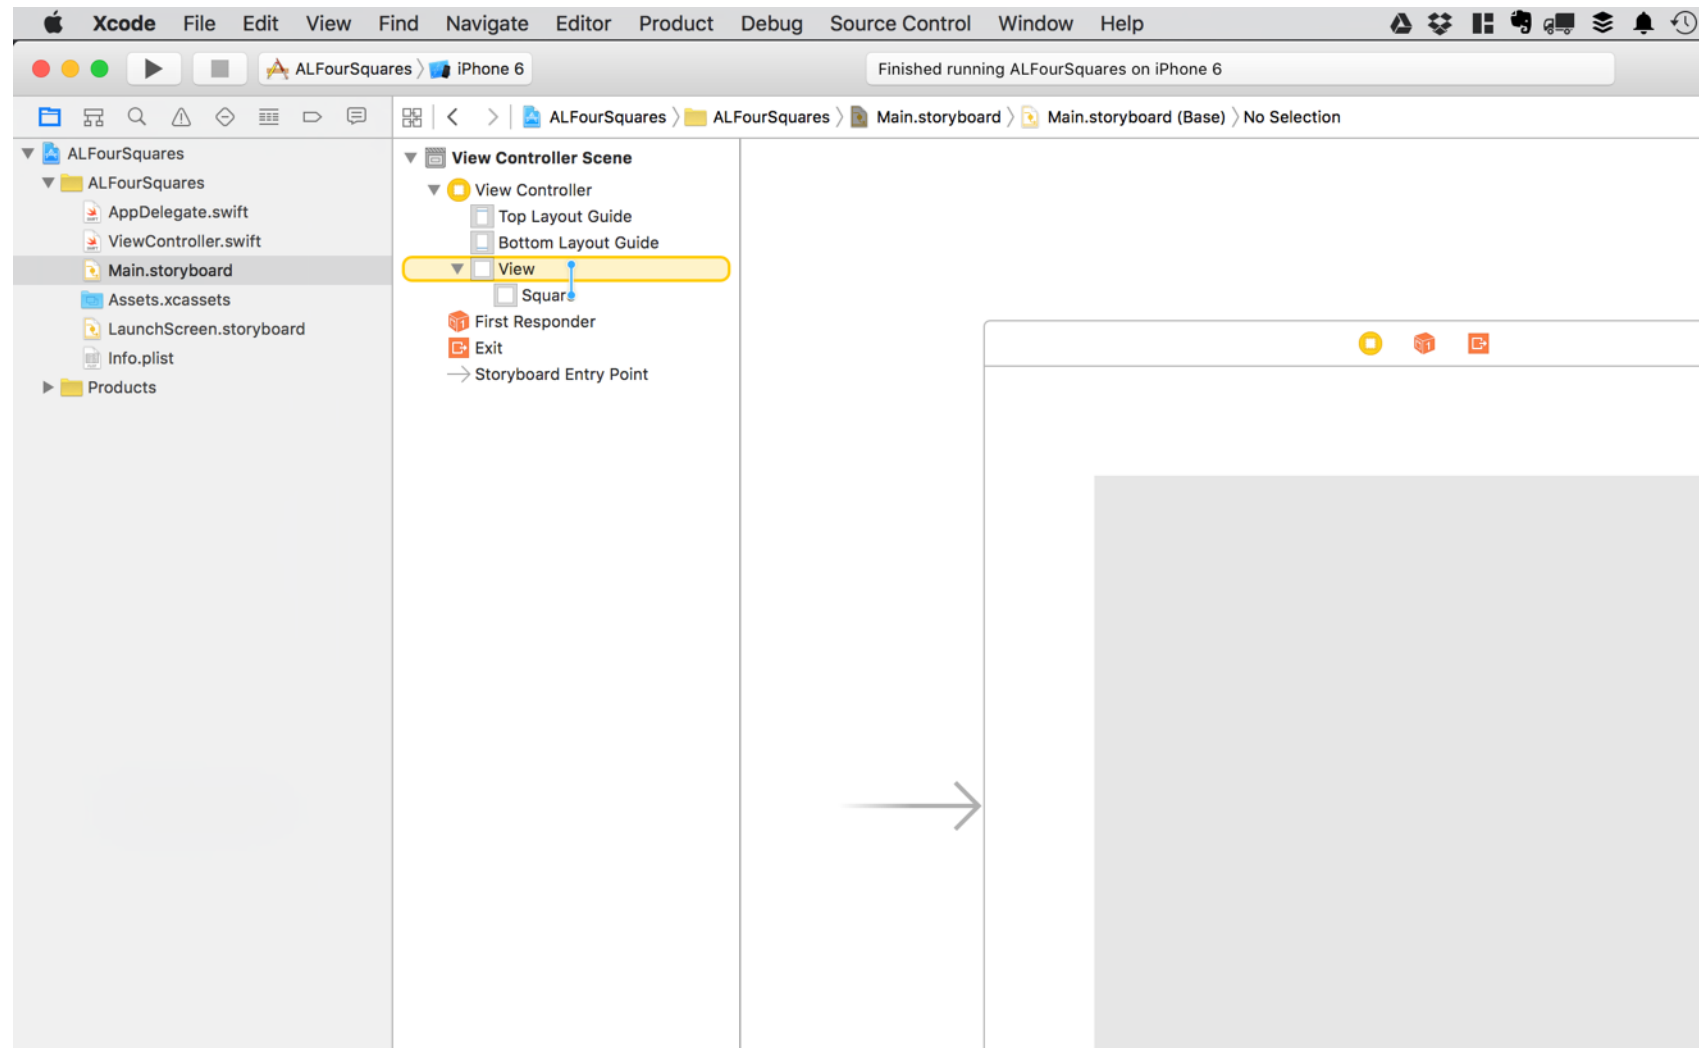 Xcode File Edit View Find Navigate Editor Product Debug Source Control Window Help
ALFourSquares iPhone 6 Finished running ALFourSquares on iPhone 6
ALFourSquares ALFourSquares Main.storyboard Main.storyboard (Base) No Selection
ALFourSquares
ALFourSquares
AppDelegate.swift
ViewController.swift
Main.storyboard
Assets.xcassets
LaunchScreen.storyboard
Info.plist
Products
View Controller Scene
View Controller
Top Layout Guide
Bottom Layout Guide
View
Square
First Responder
Exit
Storyboard Entry Point